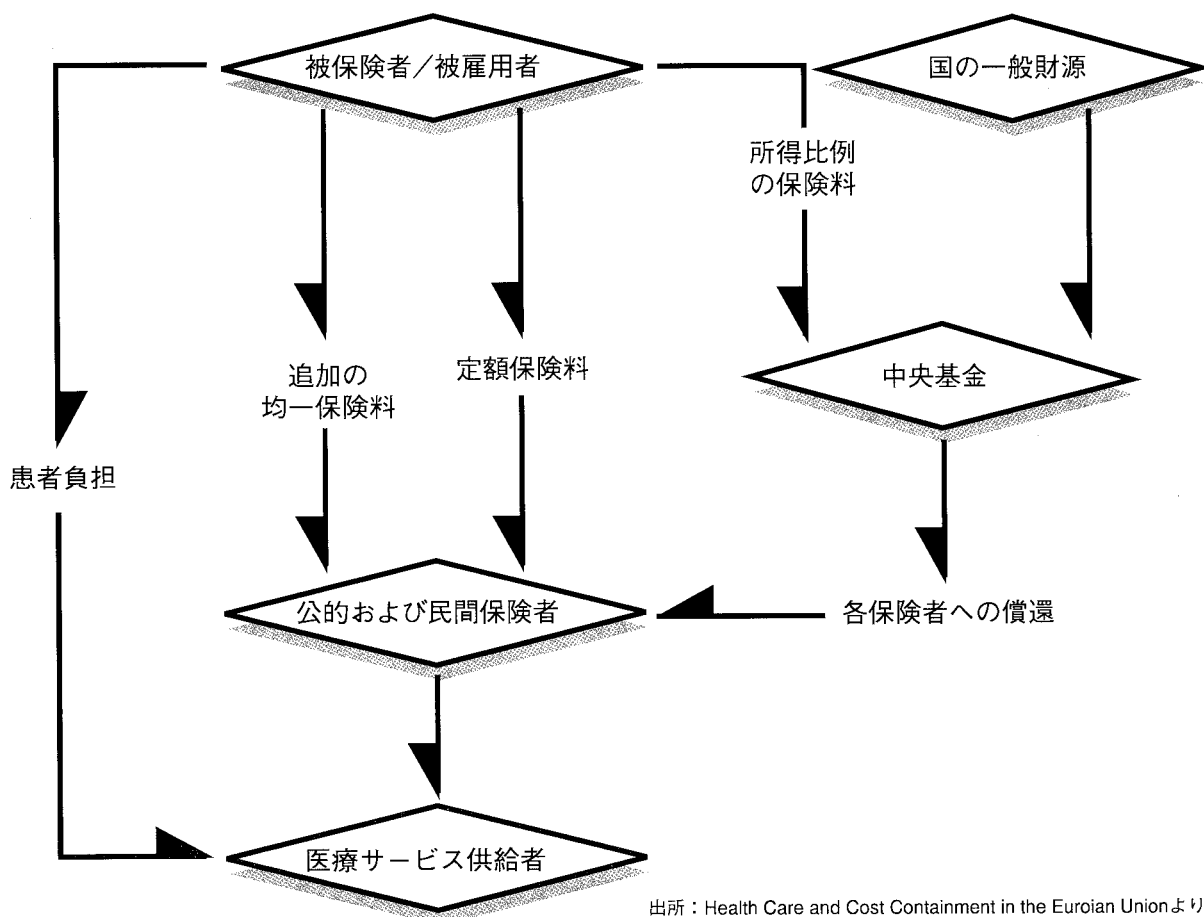 被保険者/被雇用者
国の一般財源
所得比例
の保険料
追加の
均一保険料
定額保険料
中央基金
患者負担
公的および民間保険者
各保険者への償還
医療サービス供給者
出所：Health Care and Cost Containment in the Euroian Unionより